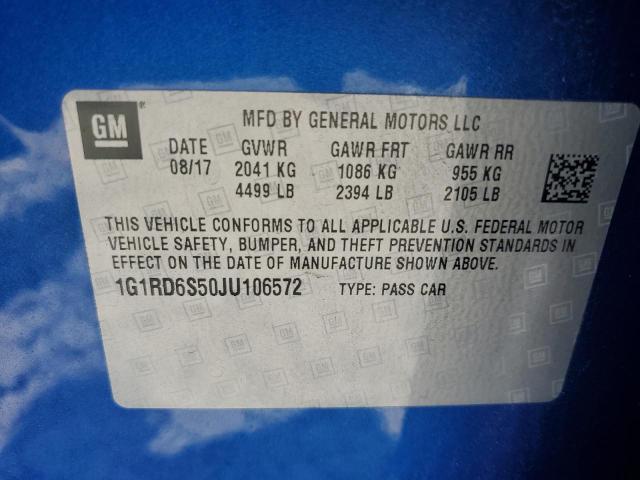 GM ® MFD BY GENERAL MOTORS LLC
DATE GVWR GAWR FRT GAWR RR
08/17 2041 KG 1086 KG 955 KG
4499 LB 2394 LB 2105 LB
THIS VEHICLE CONFORMS TO ALL APPLICABLE U.S. FEDERAL MOTOR
VEHICLE SAFETY, BUMPER, AND THEFT PREVENTION STANDARDS IN
EFFECT ON THE DATE OF MANUFACTURE SHOWN ABOVE.
1G1RD6S50JU106572 TYPE: PASS CAR